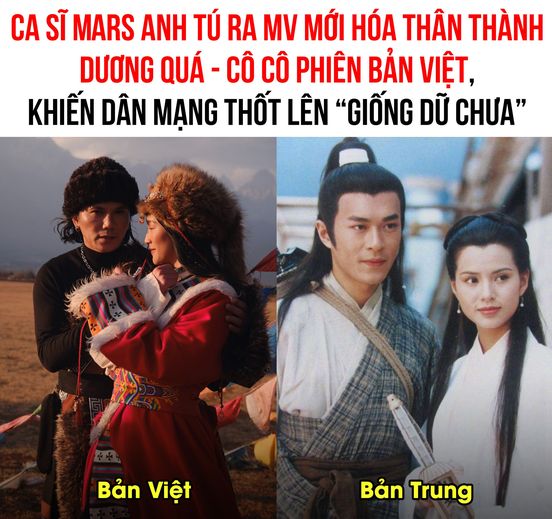 CA SĨ MARS ANH TÚ RA MV MỚI HÓA THÂN THÀNH
DƯƠNG QUÁ - CÔ CÔ PHIÊN BẢN VIỆT,
KHIẾN DÂN MẠNG THỐT LÊN “GIỐNG DỮ CHƯA”
Bản Việt
Bản Trung